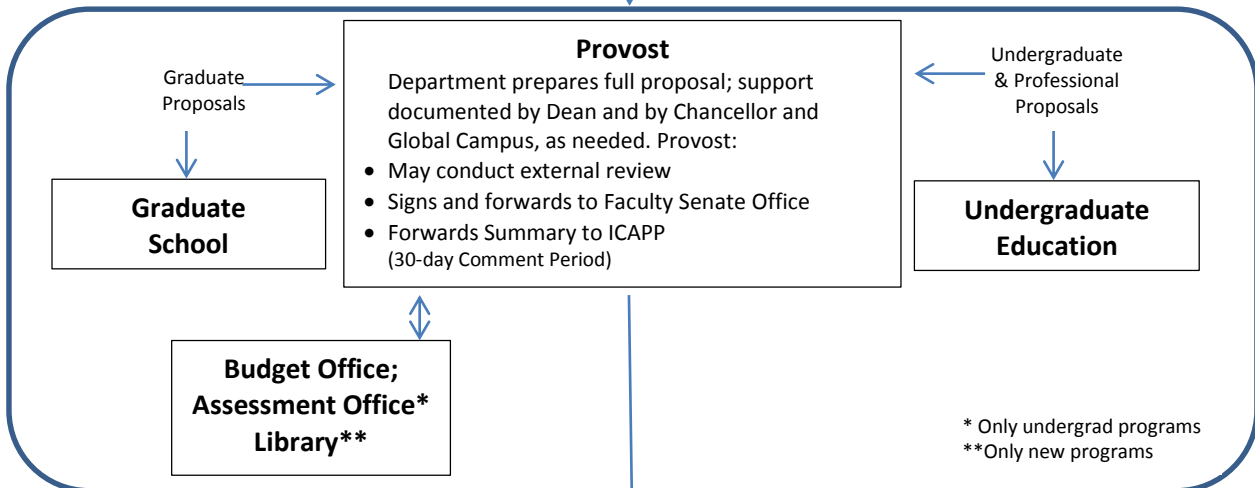 Provost
Department prepares full proposal; support
documented by Dean and by Chancellor and
Global Campus, as needed. Provost:
• May conduct external review
• Signs and forwards to Faculty Senate Office
• Forwards Summary to ICAPP
(30-day Comment Period)
Graduate
Proposals
Undergraduate
& Professional
Proposals
Graduate
School
Undergraduate
Education
Budget Office;
Assessment Office*
Library**
* Only undergrad programs
**Only new programs